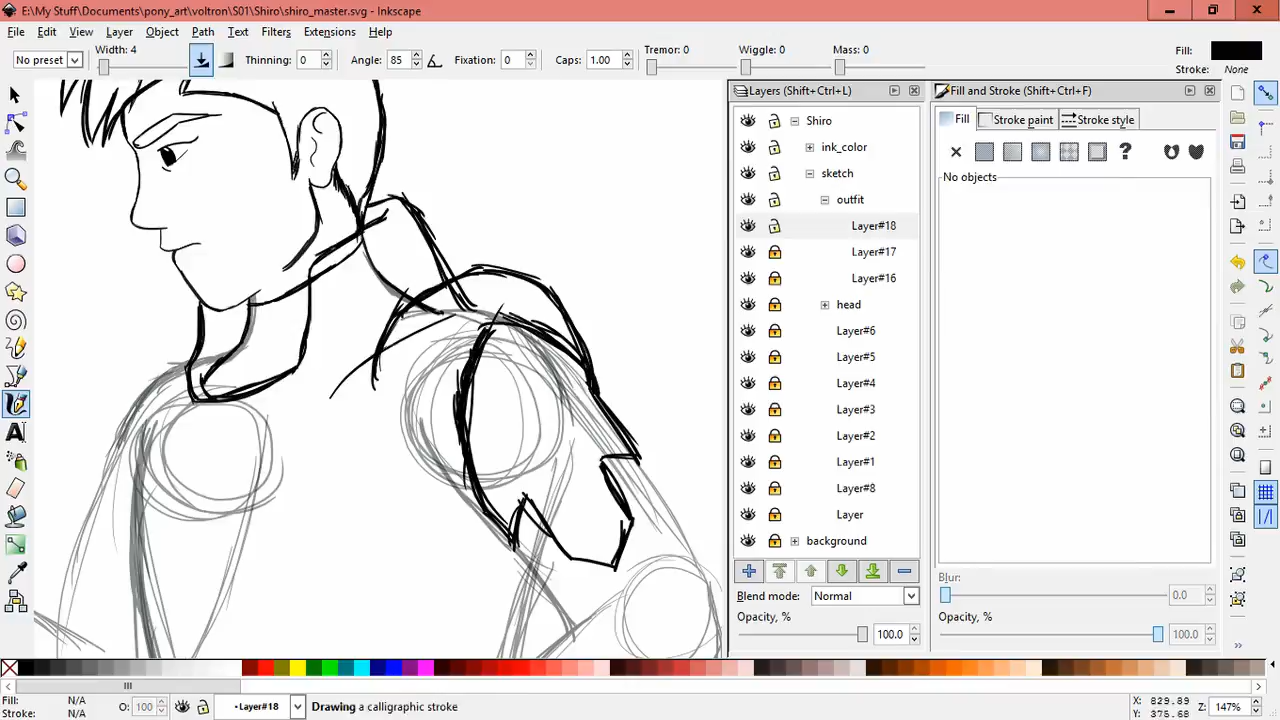 E:\My Stuff\Documents\pony_art\voltron\S01\Shiro\shiro_master.svg - Inkscape
File Edit View Layer Object Path Text Filters Extensions Help
No preset Width: 4 Thinning: 0 Angle: 85 Fixation: 0 Caps: 1.00 Tremor: 0 Wiggle: 0 Mass: 0 Fill:
Stroke: None
Layers (Shift+Ctrl+L) Fill and Stroke (Shift+Ctrl+F)
Shiro Fill Stroke paint Stroke style
ink_color
sketch No objects
outfit
Layer#18
Layer#17
Layer#16
head
Layer#6
Layer#5
Layer#4
Layer#3
Layer#2
Layer#1
Layer#8
Layer
background
Blur:
Blend mode: Normal 0.0
Opacity, % Opacity, %
100.0 100.0
Fill: N/A O: 100 •Layer#18 Drawing a calligraphic stroke X: 829.89 Z: 147%
Stroke: N/A Y: 375.68